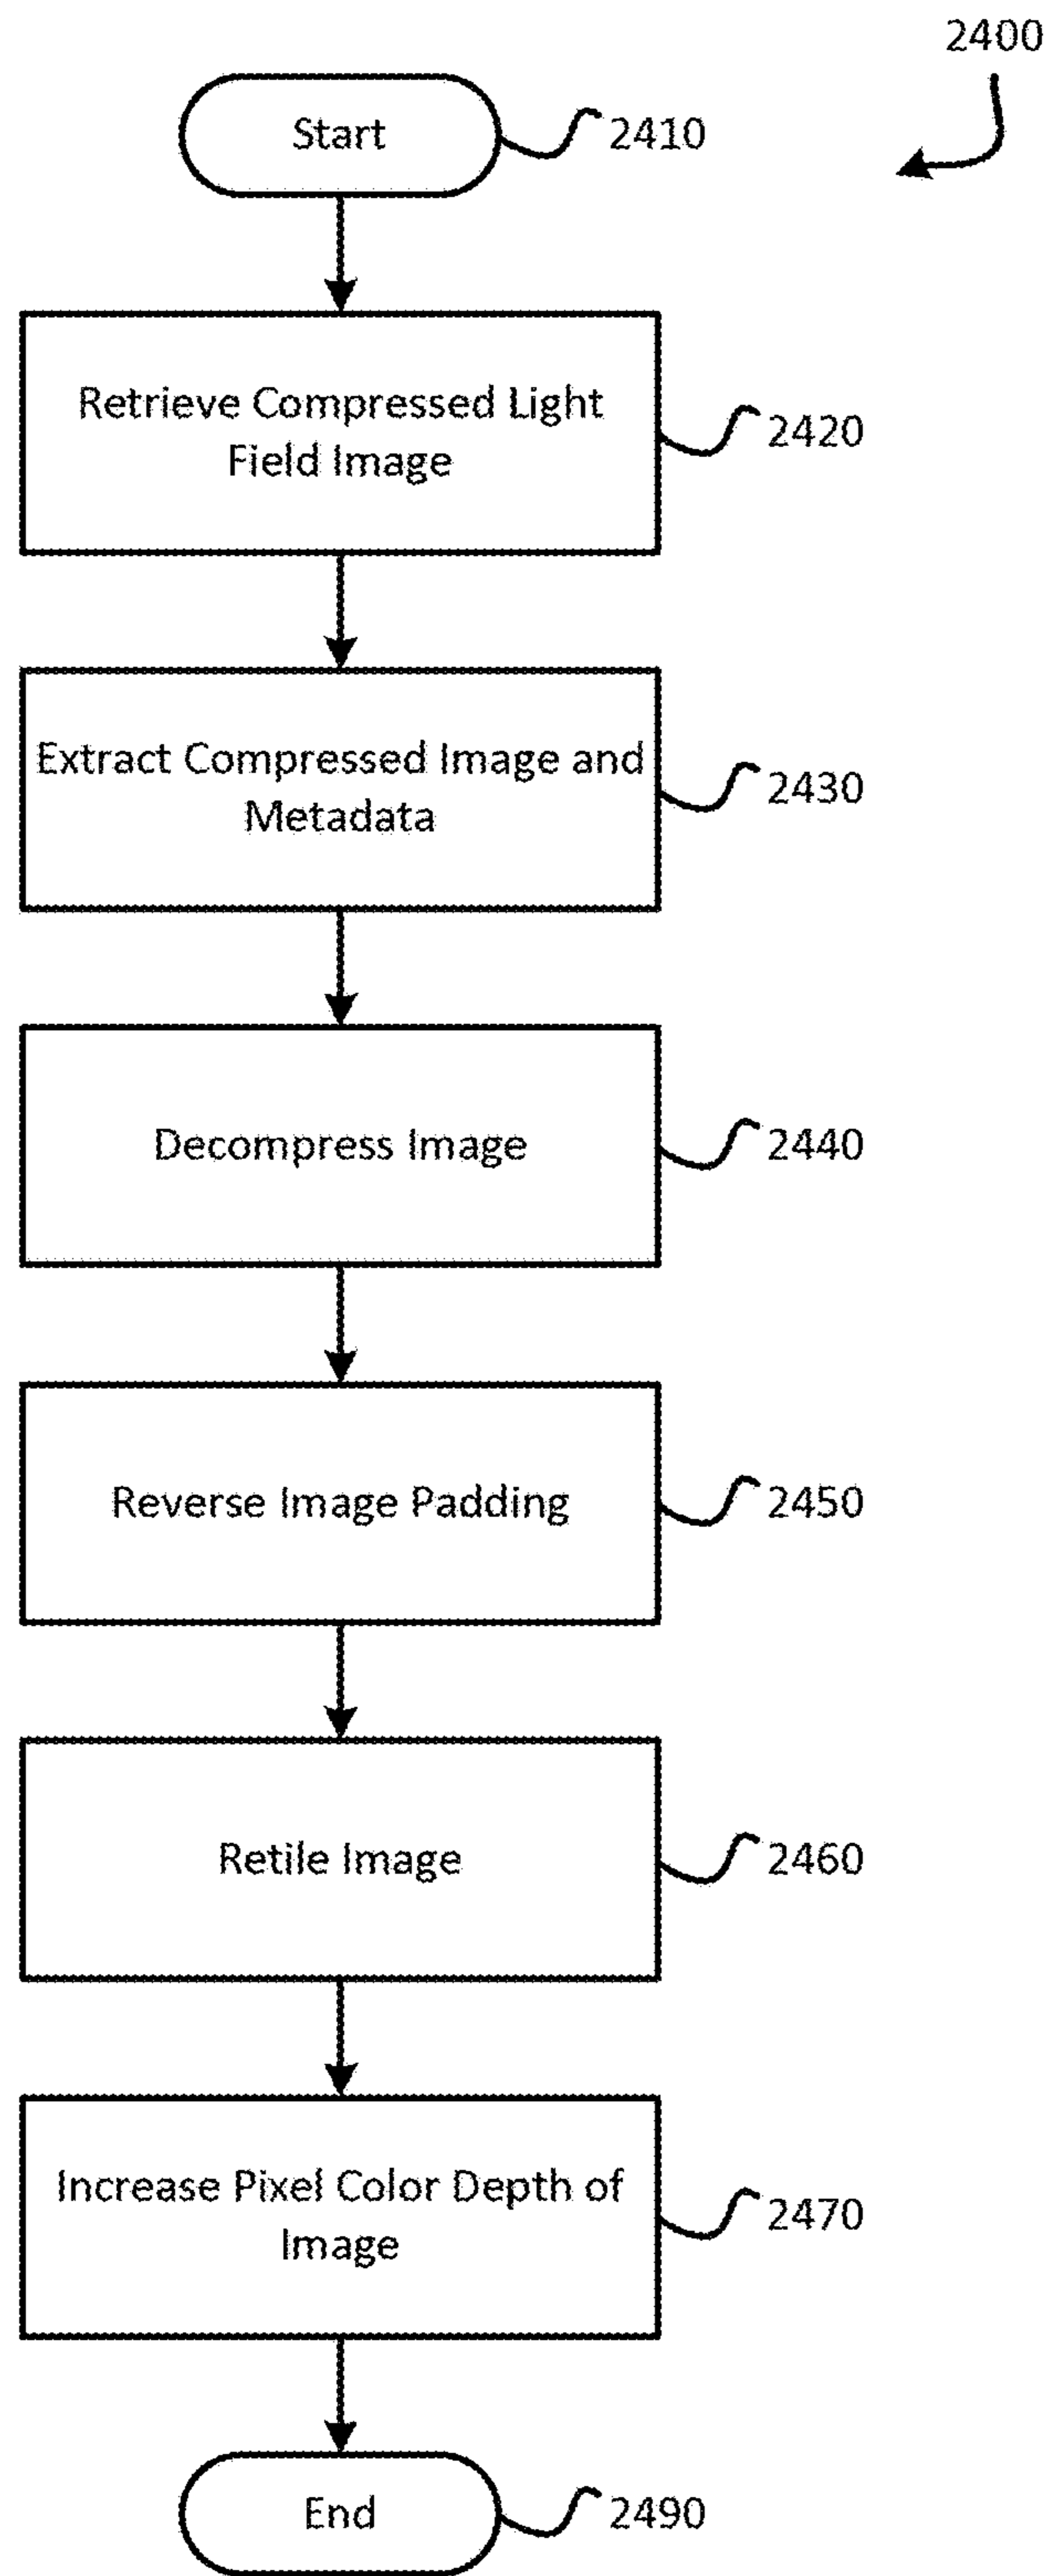 2400
Start
2410
Retrieve Compressed Light
Field Image
2420
Extract Compressed Image and
Metadata
2430
Decompress Image
2440
Reverse Image Padding
2450
Retile Image
2460
Increase Pixel Color Depth of
Image
2470
End
2490